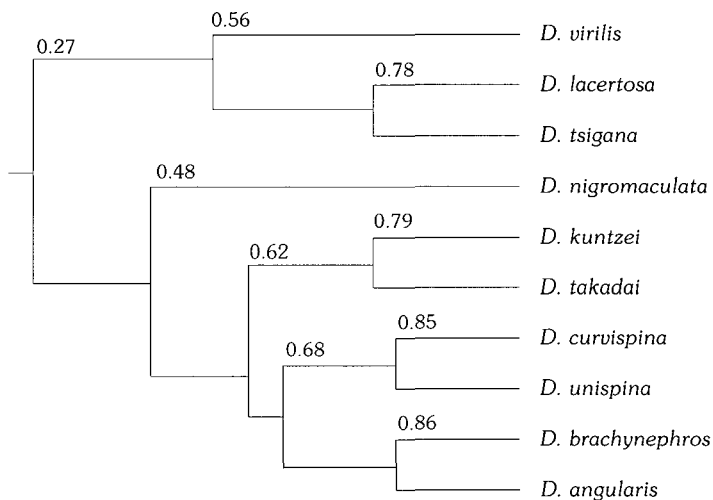 0.56
D. virilis
0.27
0.78
D. lacertosa
D. tsigana
0.48
D. nigromaculata
0.79
D. kuntzei
0.62
D. takadai
0.85
D. curvispina
0.68
D. unispina
0.86
D. brachynephros
D. angularis